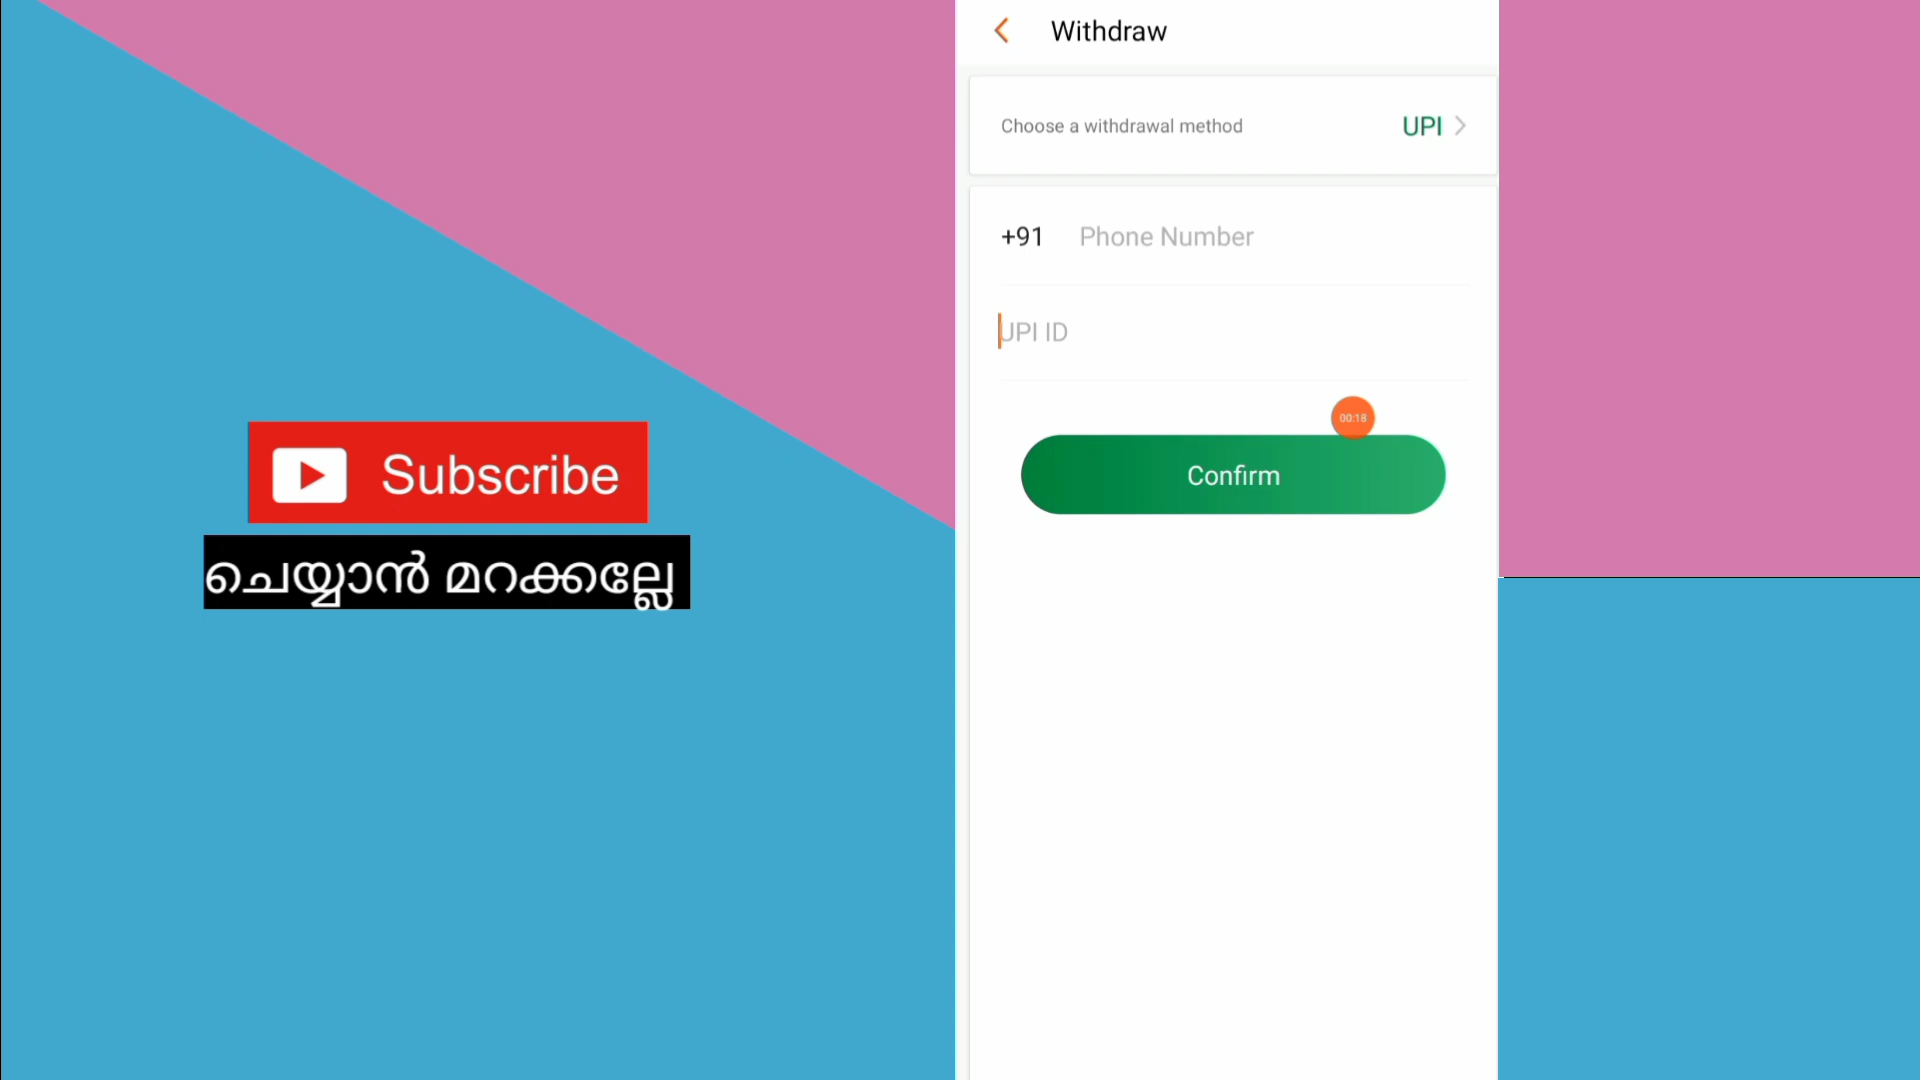 Withdraw
Choose a withdrawal method UPI
+91 Phone Number
UPI ID
00:18
Confirm
Subscribe
ചെയ്യാൻ മറക്കല്ലേ